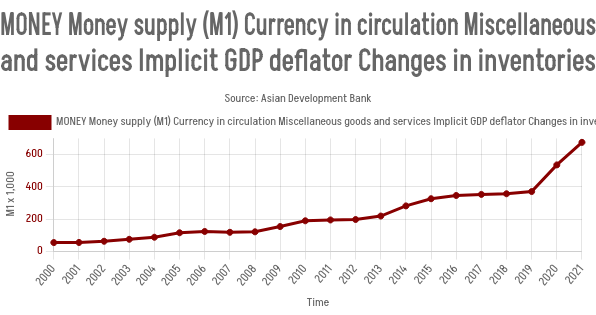 MONEY Money supply (M1) Currency in circulation Miscellaneous
and services Implicit GDP deflator Changes in inventories
Source: Asian Development Bank
MONEY Money supply (M1) Currency in circulation Miscellaneous goods and services Implicit GDP deflator Changes in inve
M1 x 1,000
600
400
200
0
2000 2001 2002 2003 2004 2005 2006 2007 2008 2009 2010 2011 2012 2013 2014 2015 2016 2017 2018 2019 2020 2021
Time